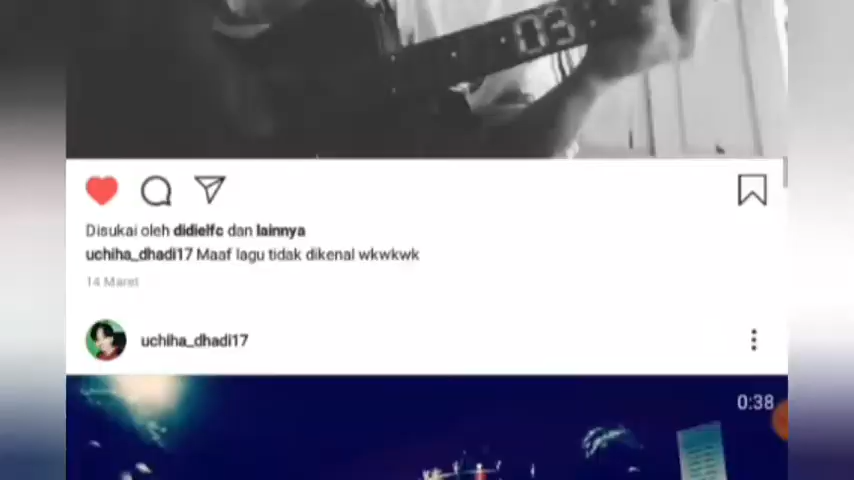 03
Disukai oleh didielfc dan lainnya
uchiha_dhadi17 Maaf lagu tidak dikenal wkwkwk
14 Maret
uchiha_dhadi17
0:38